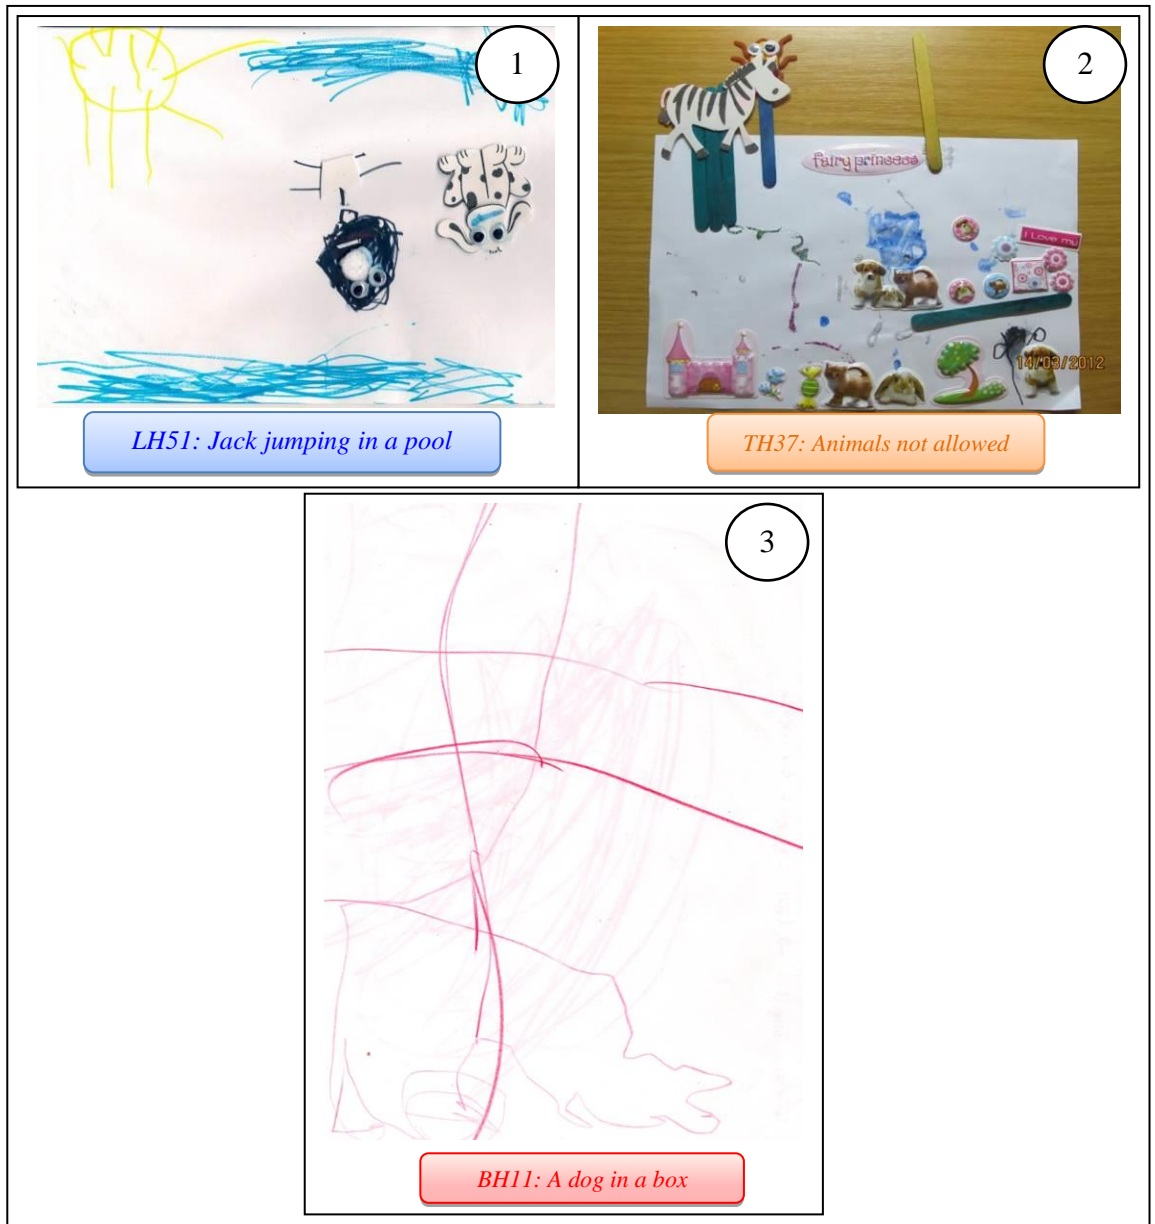 1
LH51: Jack jumping in a pool
2
fairy princess
I Love my
14/03/2012
TH37: Animals not allowed
3
BH11: A dog in a box